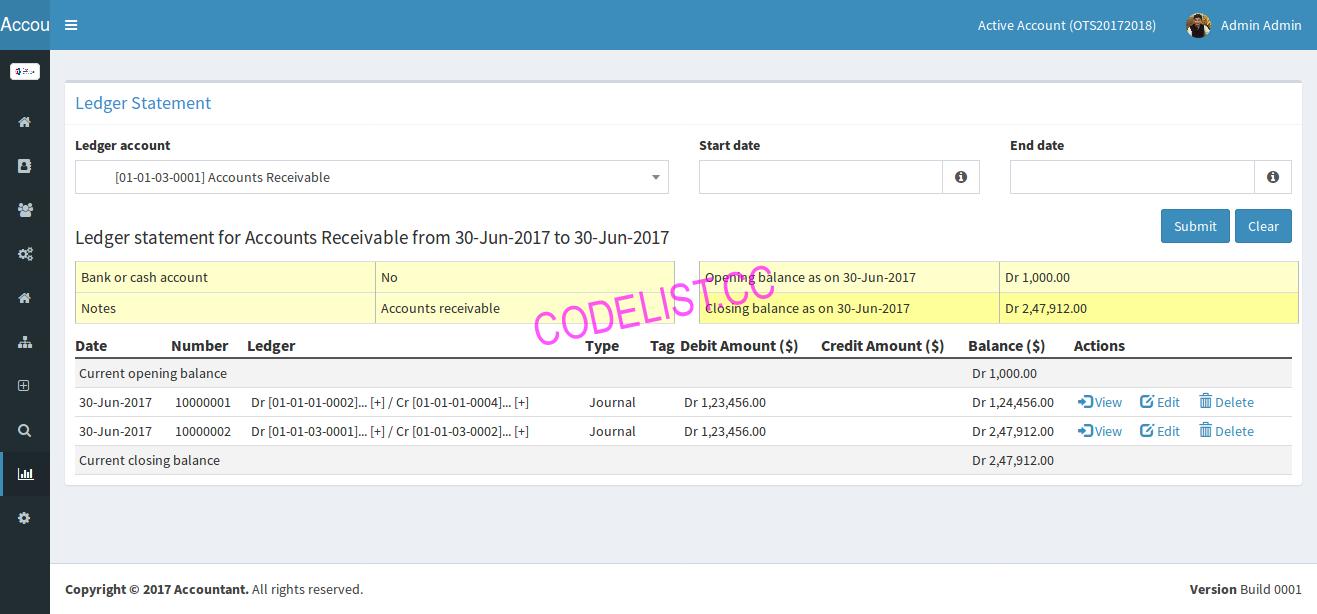 Accou
Active Account (OTS20172018) Admin Admin
Ledger Statement
Ledger account Start date End date
[01-01-03-0001] Accounts Receivable
Submit Clear
Ledger statement for Accounts Receivable from 30-Jun-2017 to 30-Jun-2017
Bank or cash account No Opening balance as on 30-Jun-2017 Dr 1,000.00
Notes Accounts receivable Closing balance as on 30-Jun-2017 Dr 2,47,912.00
CODELIST.CC
Date Number Ledger Type Tag Debit Amount ($) Credit Amount ($) Balance ($) Actions
Current opening balance Dr 1,000.00
30-Jun-2017 10000001 Dr [01-01-01-0002]... [+] / Cr [01-01-01-0004]... [+] Journal Dr 1,23,456.00 Dr 1,24,456.00 View Edit Delete
30-Jun-2017 10000002 Dr [01-01-03-0001]... [+] / Cr [01-01-03-0002]... [+] Journal Dr 1,23,456.00 Dr 2,47,912.00 View Edit Delete
Current closing balance Dr 2,47,912.00
Copyright © 2017 Accountant. All rights reserved. Version Build 0001